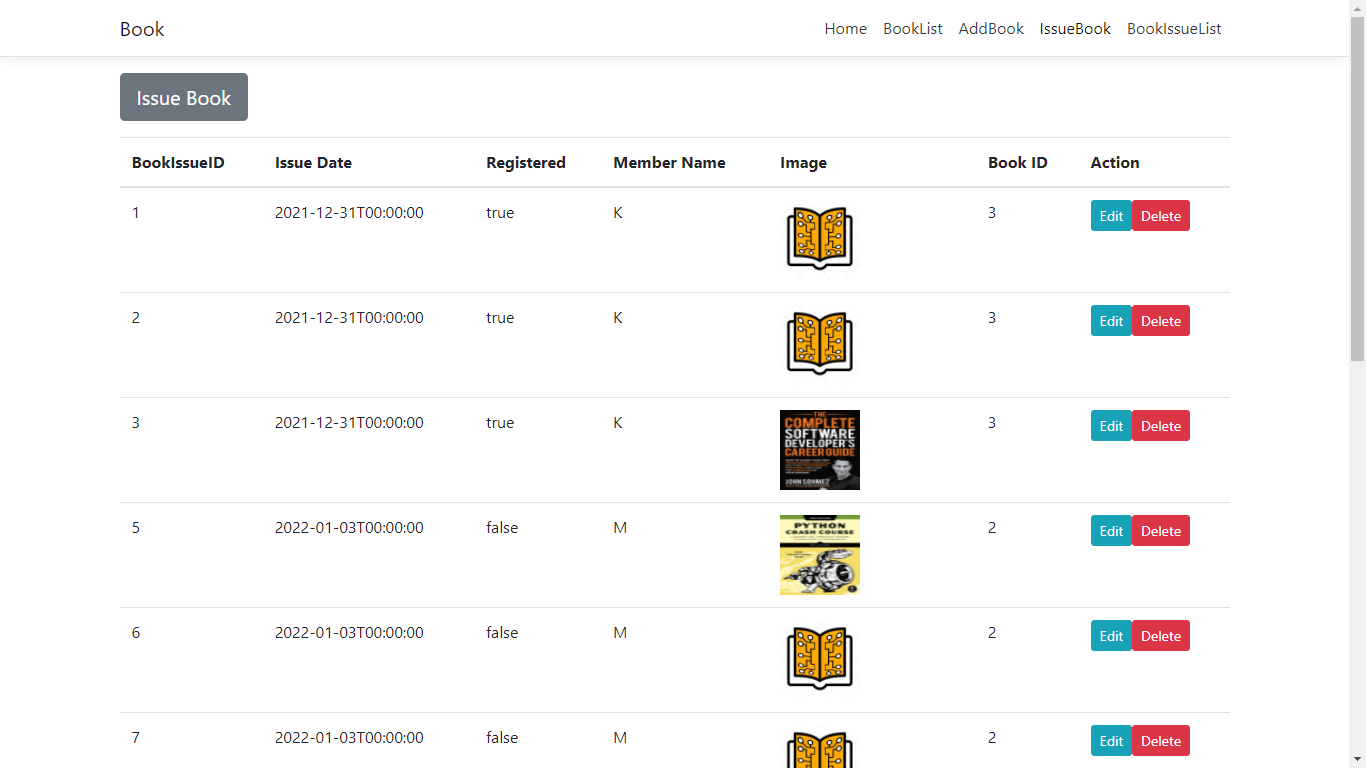 Book Home BookList AddBook IssueBook BookIssueList
Issue Book
BookIssueID Issue Date Registered Member Name Image Book ID Action
1 2021-12-31T00:00:00 true K 3 Edit Delete
2 2021-12-31T00:00:00 true K 3 Edit Delete
3 2021-12-31T00:00:00 true K 3 Edit Delete
THE
COMPLETE
SOFTWARE
DEVELOPER'S
CAREER GUIDE
JOHN SONMEZ
5 2022-01-03T00:00:00 false M 2 Edit Delete
PYTHON
CRASH COURSE
6 2022-01-03T00:00:00 false M 2 Edit Delete
7 2022-01-03T00:00:00 false M 2 Edit Delete